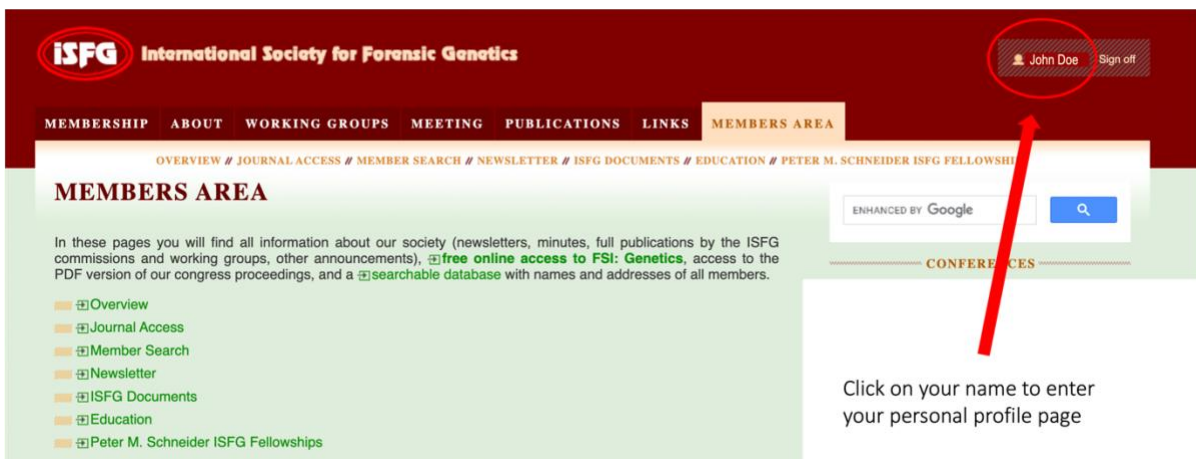 ISFG International Society for Forensic Genetics
John Doe Sign off
MEMBERSHIP ABOUT WORKING GROUPS MEETING PUBLICATIONS LINKS MEMBERS AREA
OVERVIEW // JOURNAL ACCESS // MEMBER SEARCH // NEWSLETTER // ISFG DOCUMENTS // EDUCATION // PETER M. SCHNEIDER ISFG FELLOWSHI
MEMBERS AREA
ENHANCED BY Google
In these pages you will find all information about our society (newsletters, minutes, full publications by the ISFG
commissions and working groups, other announcements), free online access to FSI: Genetics, access to the
PDF version of our congress proceedings, and a searchable database with names and addresses of all members.
CONFERENCES
Overview
Journal Access
Member Search
Newsletter
ISFG Documents
Education
Peter M. Schneider ISFG Fellowships
Click on your name to enter
your personal profile page